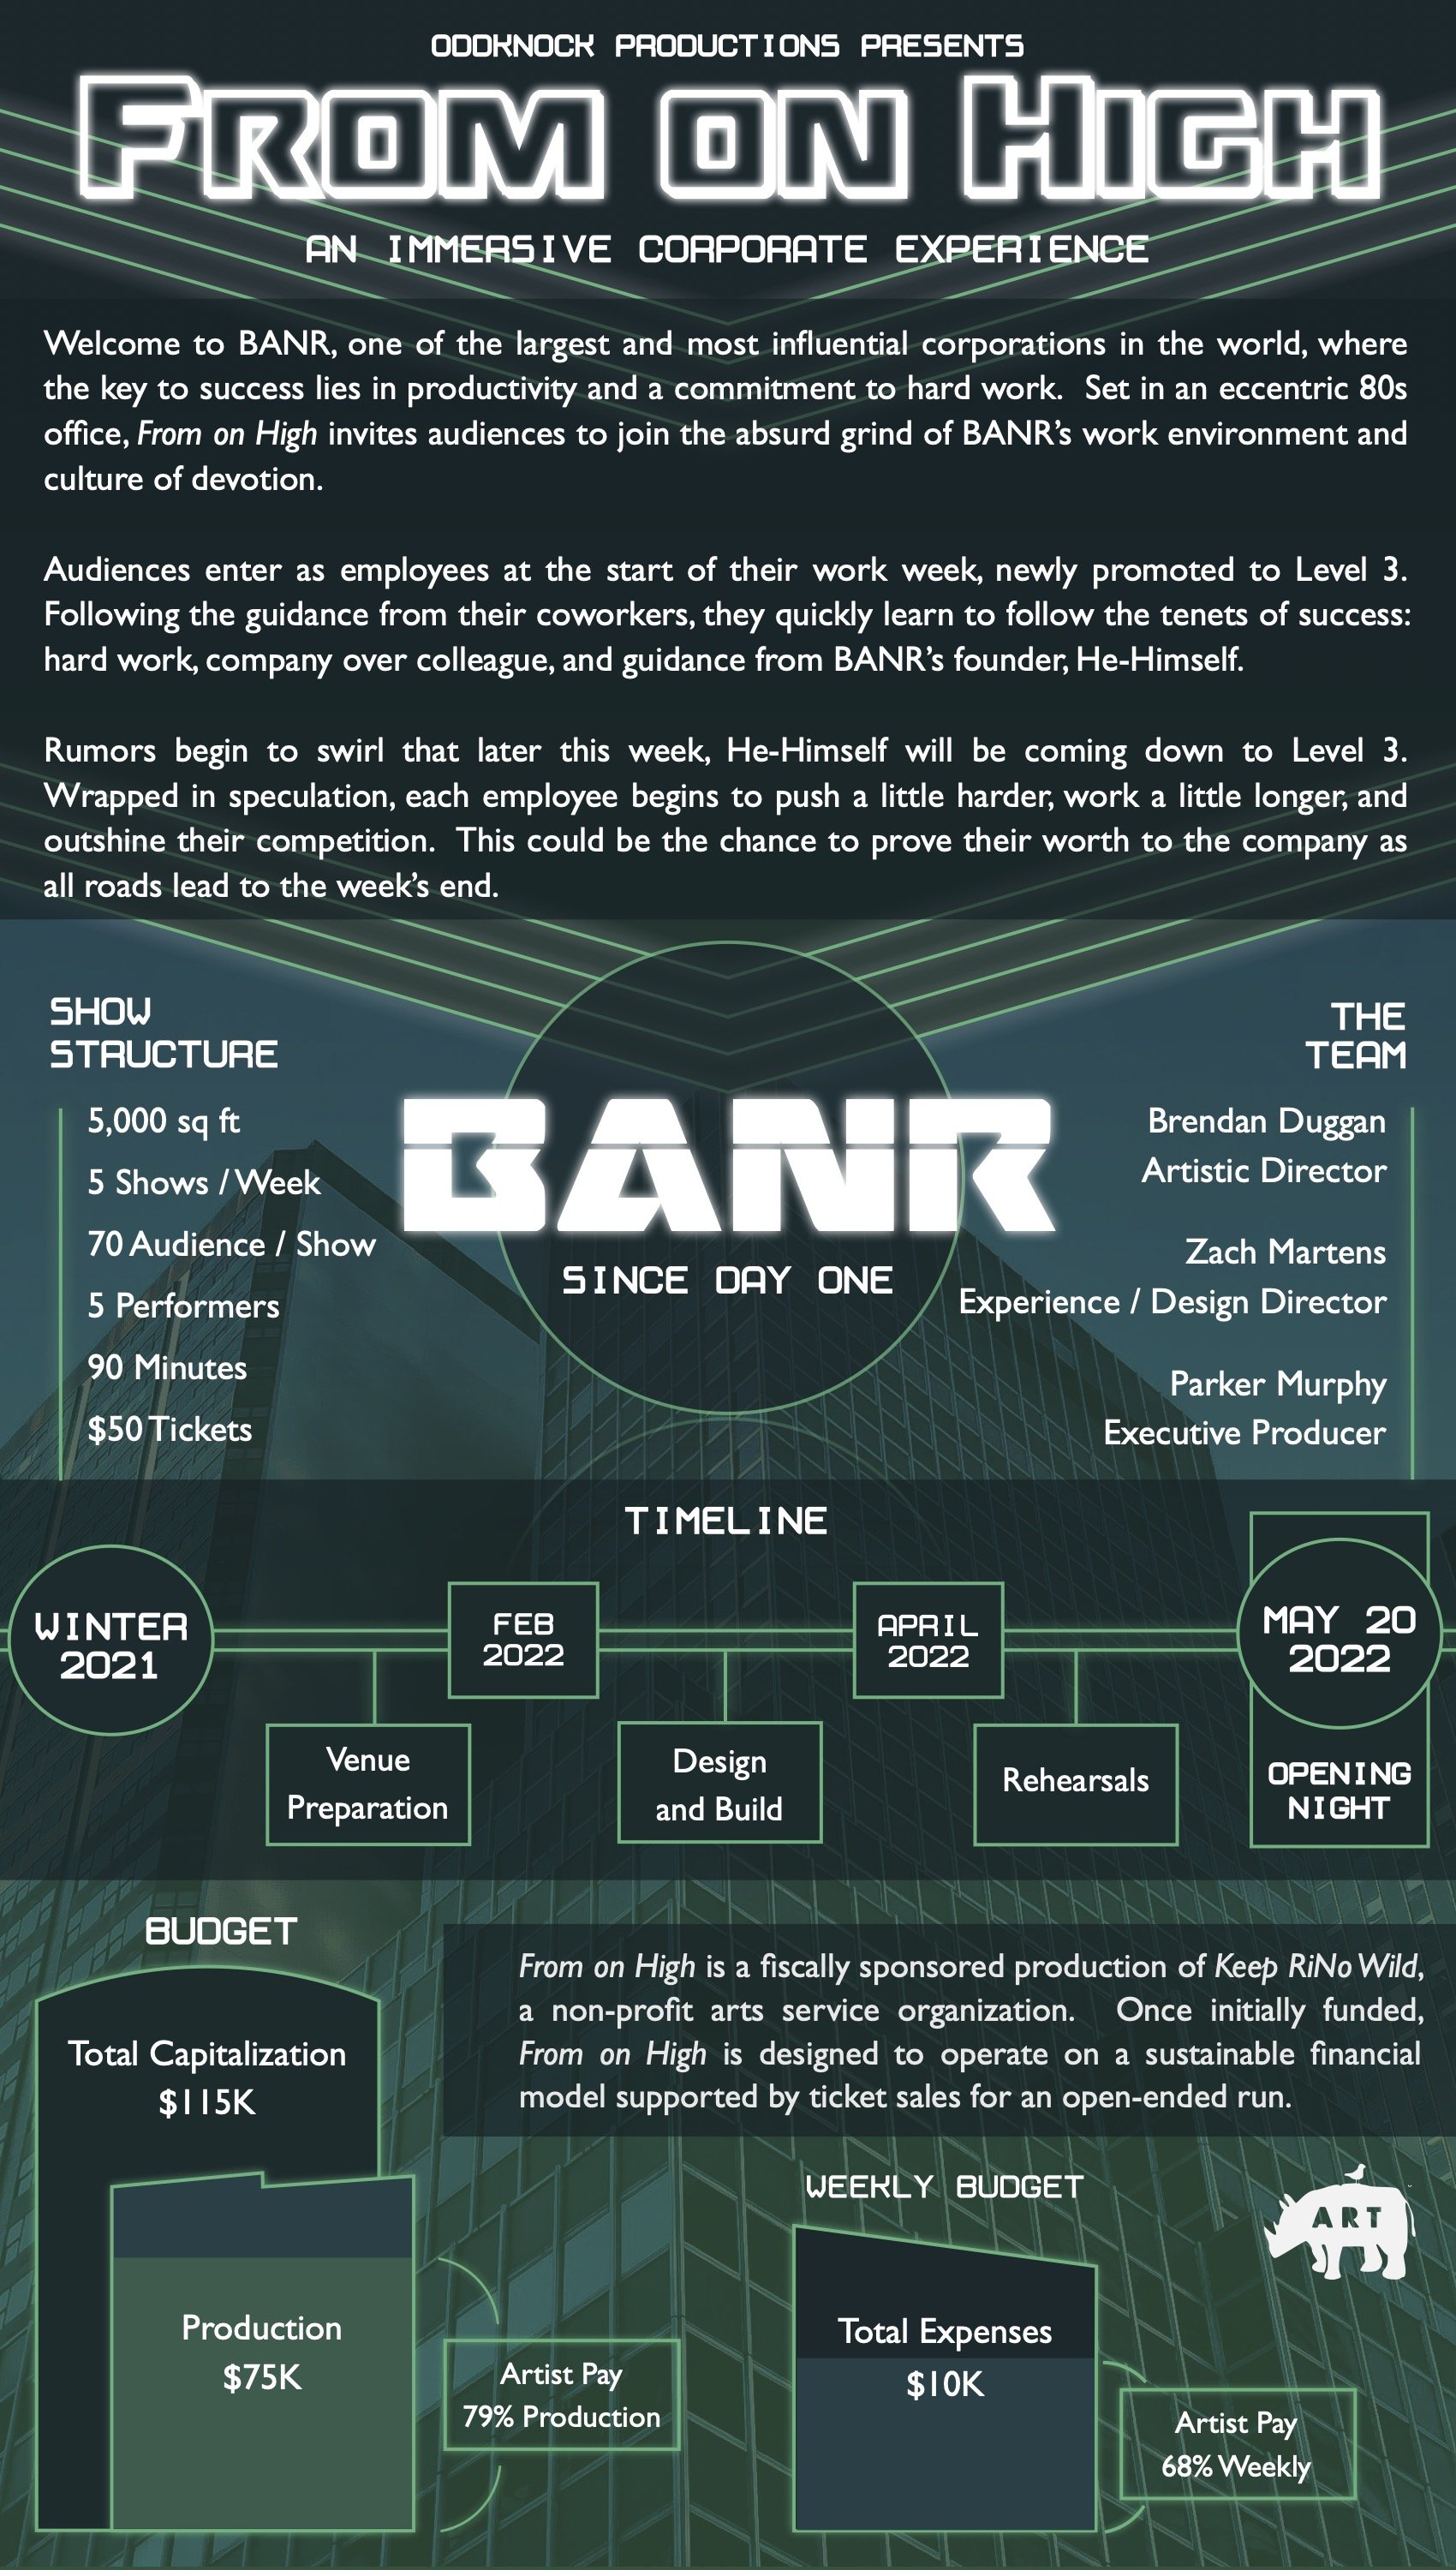 ODDKNOCK PRODUCTIONS PRESENTS
FROM ON HIGH
AN IMMERSIVE CORPORATE EXPERIENCE
Welcome to BANR, one of the largest and most influential corporations in the world, where
the key to success lies in productivity and a commitment to hard work. Set in an eccentric 80s
office, From on High invites audiences to join the absurd grind of BANR's work environment and
culture of devotion.
Audiences enter as employees at the start of their work week, newly promoted to Level 3.
Following the guidance from their coworkers, they quickly learn to follow the tenets of success:
hard work, company over colleague, and guidance from BANR's founder, He-Himself.
Rumors begin to swirl that later this week, He-Himself will be coming down to Level 3.
Wrapped in speculation, each employee begins to push a little harder, work a little longer, and
outshine their competition. This could be the chance to prove their worth to the company as
all roads lead to the week's end.
SHOW
STRUCTURE
5,000 sq ft
5 Shows / Week
70 Audience / Show
5 Performers
90 Minutes
$50 Tickets
BANR
SINCE DAY ONE
THE
TEAM
Brendan Duggan
Artistic Director
Zach Martens
Experience / Design Director
Parker Murphy
Executive Producer
TIMELINE
WINTER
2021
Venue
Preparation
FEB
2022
Design
and Build
APRIL
2022
Rehearsals
MAY 20
2022
OPENING
NIGHT
BUDGET
Total Capitalization
$115K
Production
$75K
Artist Pay
79% Production
From on High is a fiscally sponsored production of Keep RiNo Wild,
a non-profit arts service organization. Once initially funded,
From on High is designed to operate on a sustainable financial
model supported by ticket sales for an open-ended run.
WEEKLY BUDGET
Total Expenses
$10K
Artist Pay
68% Weekly
ART